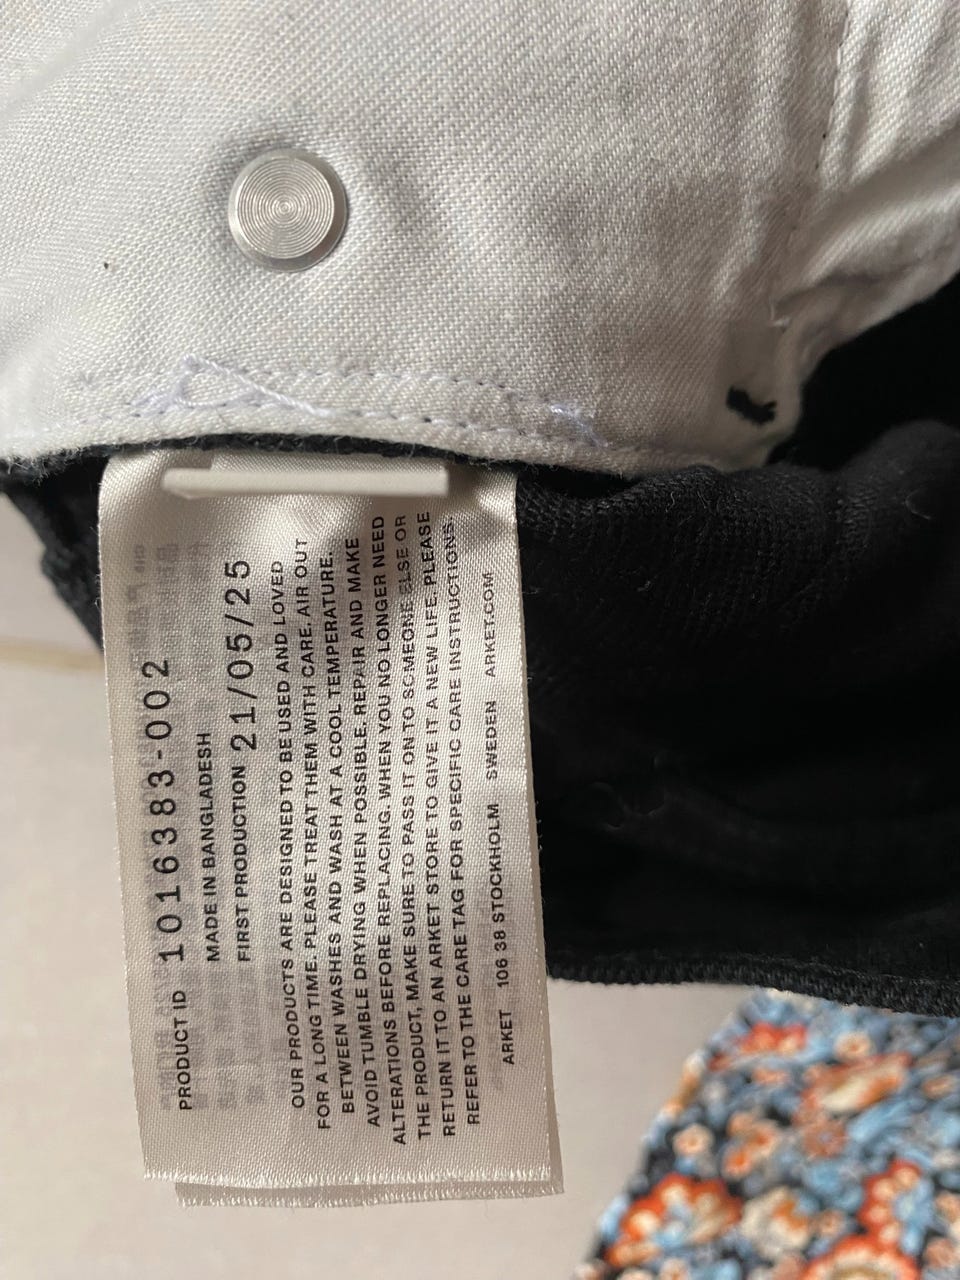 PRODUCT ID 1016383-002
MADE IN BANGLADESH
FIRST PRODUCTION 21/05/25
OUR PRODUCTS ARE DESIGNED TO BE USED AND LOVED
FOR A LONG TIME. PLEASE TREAT THEM WITH CARE. AIR OUT
BETWEEN WASHES AND WASH AT A COOL TEMPERATURE.
AVOID TUMBLE DRYING WHEN POSSIBLE. REPAIR AND MAKE
ALTERATIONS BEFORE REPLACING. WHEN YOU NO LONGER NEED
THE PRODUCT, MAKE SURE TO PASS IT ON TO SOMEONE ELSE OR
RETURN IT TO AN ARKET STORE TO GIVE IT A NEW LIFE. PLEASE
REFER TO THE CARE TAG FOR SPECIFIC CARE INSTRUCTIONS.
ARKET 106 38 STOCKHOLM SWEDEN ARKET.COM